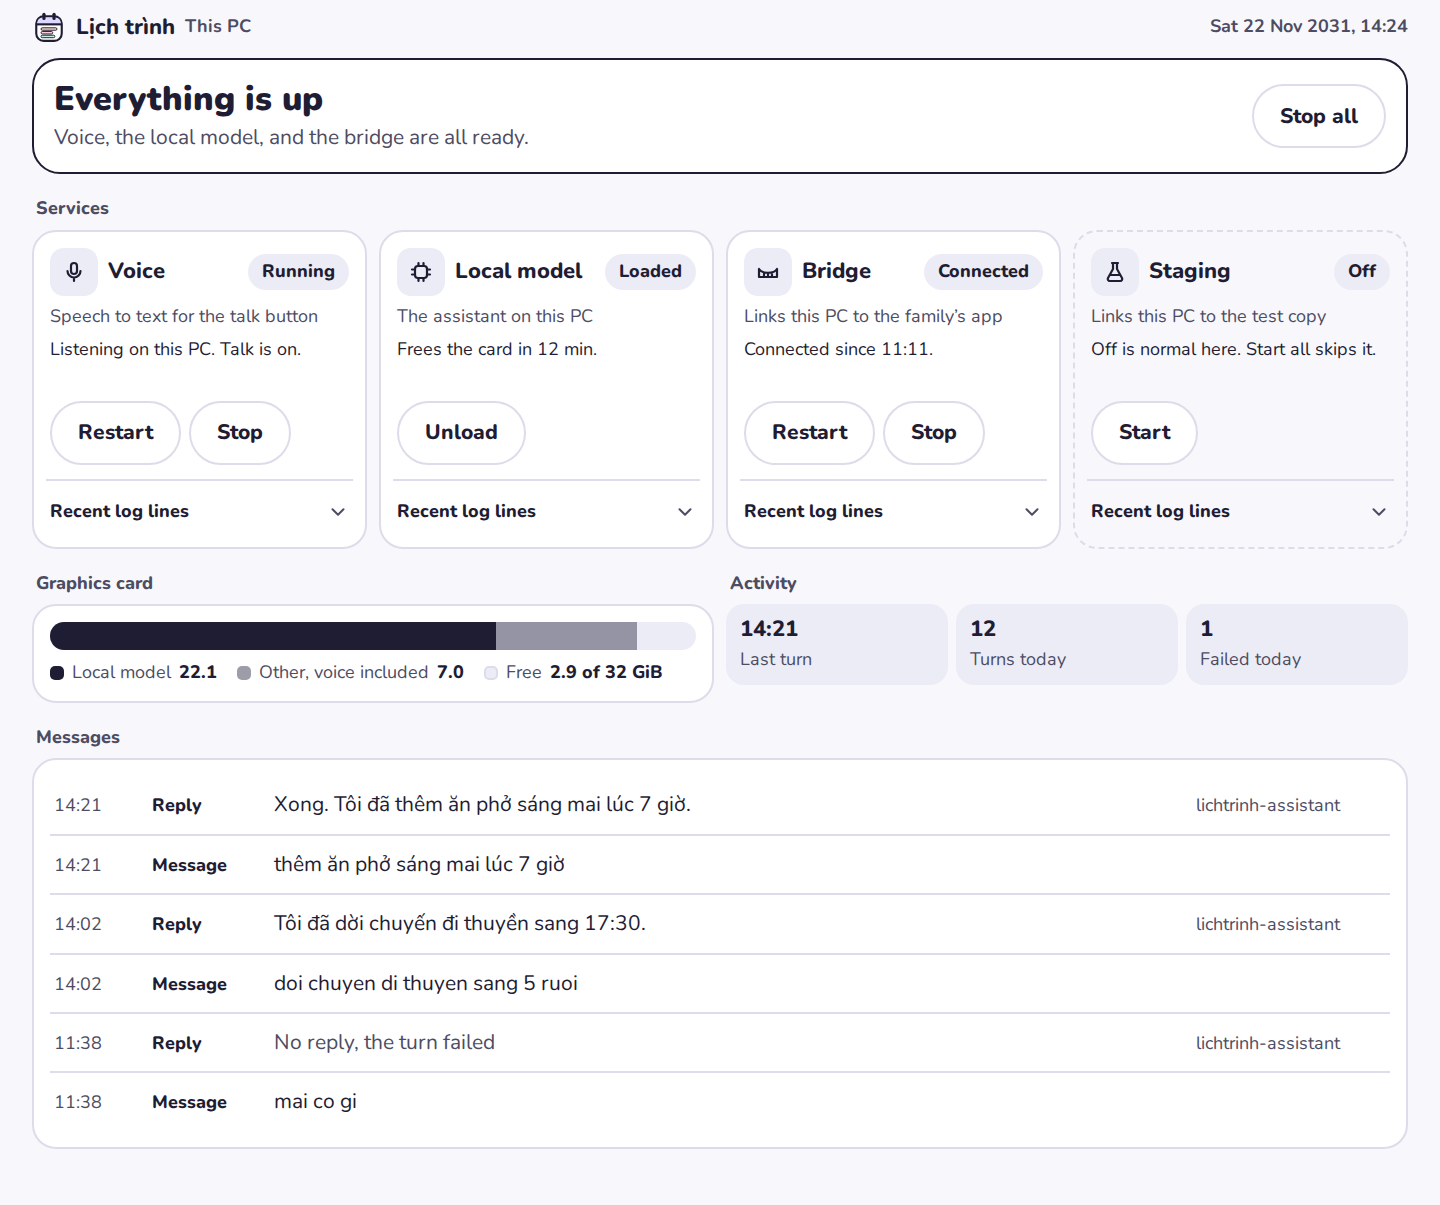 Lịch trình This PC
Sat 22 Nov 2031, 14:24
Everything is up
Voice, the local model, and the bridge are all ready.
Stop all
Services
Voice
Running
Speech to text for the talk button
Listening on this PC. Talk is on.
Restart
Stop
Recent log lines
Local model
Loaded
The assistant on this PC
Frees the card in 12 min.
Unload
Recent log lines
Bridge
Connected
Links this PC to the family’s app
Connected since 11:11.
Restart
Stop
Recent log lines
Staging
Off
Links this PC to the test copy
Off is normal here. Start all skips it.
Start
Recent log lines
Graphics card
Local model 22.1
Other, voice included 7.0
Free 2.9 of 32 GiB
Activity
14:21
Last turn
12
Turns today
1
Failed today
Messages
14:21 Reply Xong. Tôi đã thêm ăn phở sáng mai lúc 7 giờ. lichtrinh-assistant
14:21 Message thêm ăn phở sáng mai lúc 7 giờ
14:02 Reply Tôi đã dời chuyến đi thuyền sang 17:30. lichtrinh-assistant
14:02 Message doi chuyen di thuyen sang 5 ruoi
11:38 Reply No reply, the turn failed lichtrinh-assistant
11:38 Message mai co gi